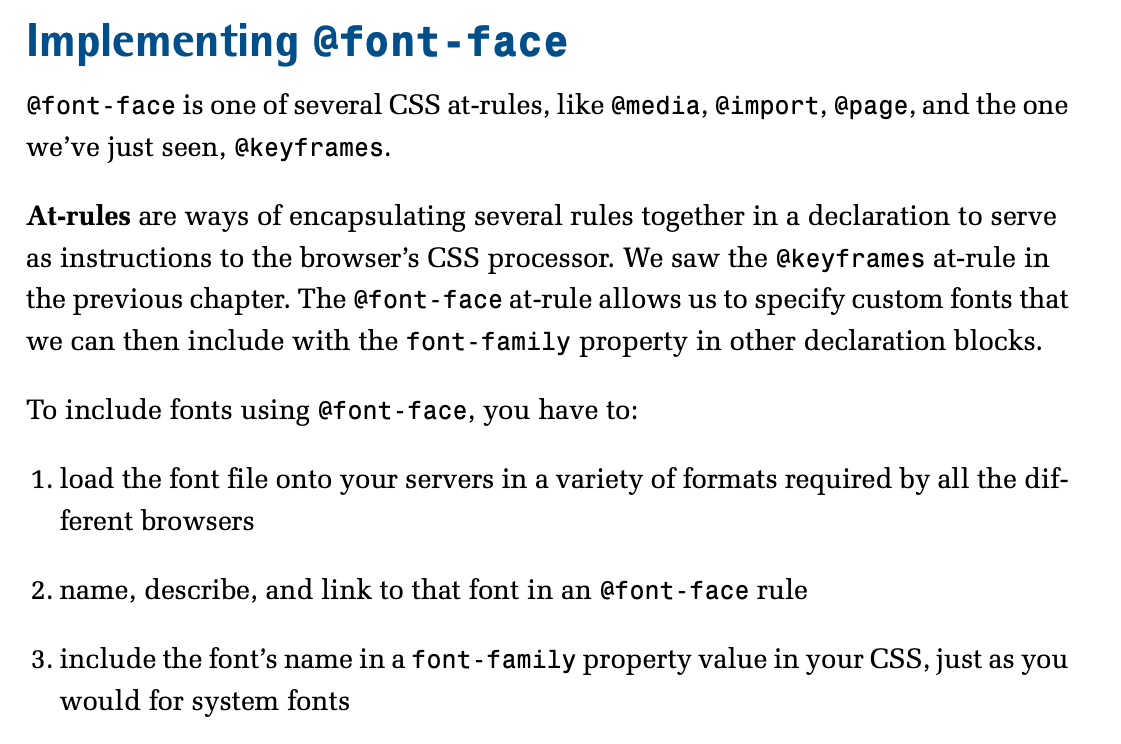 Implementing @font-face
@font-face is one of several CSS at-rules, like @media, @import, @page, and the one
we’ve just seen, @keyframes.
At-rules are ways of encapsulating several rules together in a declaration to serve
as instructions to the browser’s CSS processor. We saw the @keyframes at-rule in
the previous chapter. The @font-face at-rule allows us to specify custom fonts that
we can then include with the font-family property in other declaration blocks.
To include fonts using @font-face, you have to:
1. load the font file onto your servers in a variety of formats required by all the dif-
ferent browsers
2. name, describe, and link to that font in an @font-face rule
3. include the font’s name in a font-family property value in your CSS, just as you
would for system fonts